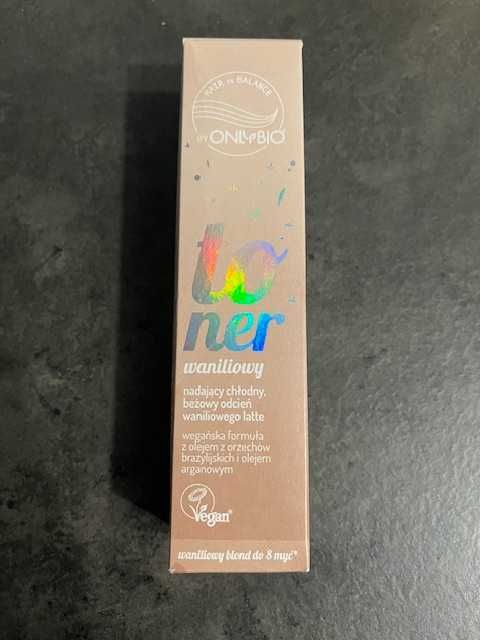 HAIR IN BALANCE
BY ONLYBIO
to
ner
waniliowy
nadający chłodny,
beżowy odcień
waniliowego latte
wegańska formuła
z olejem z orzechów
brazylijskich i olejem
arganowym
Vegan
waniliowy blond do 8 myć*